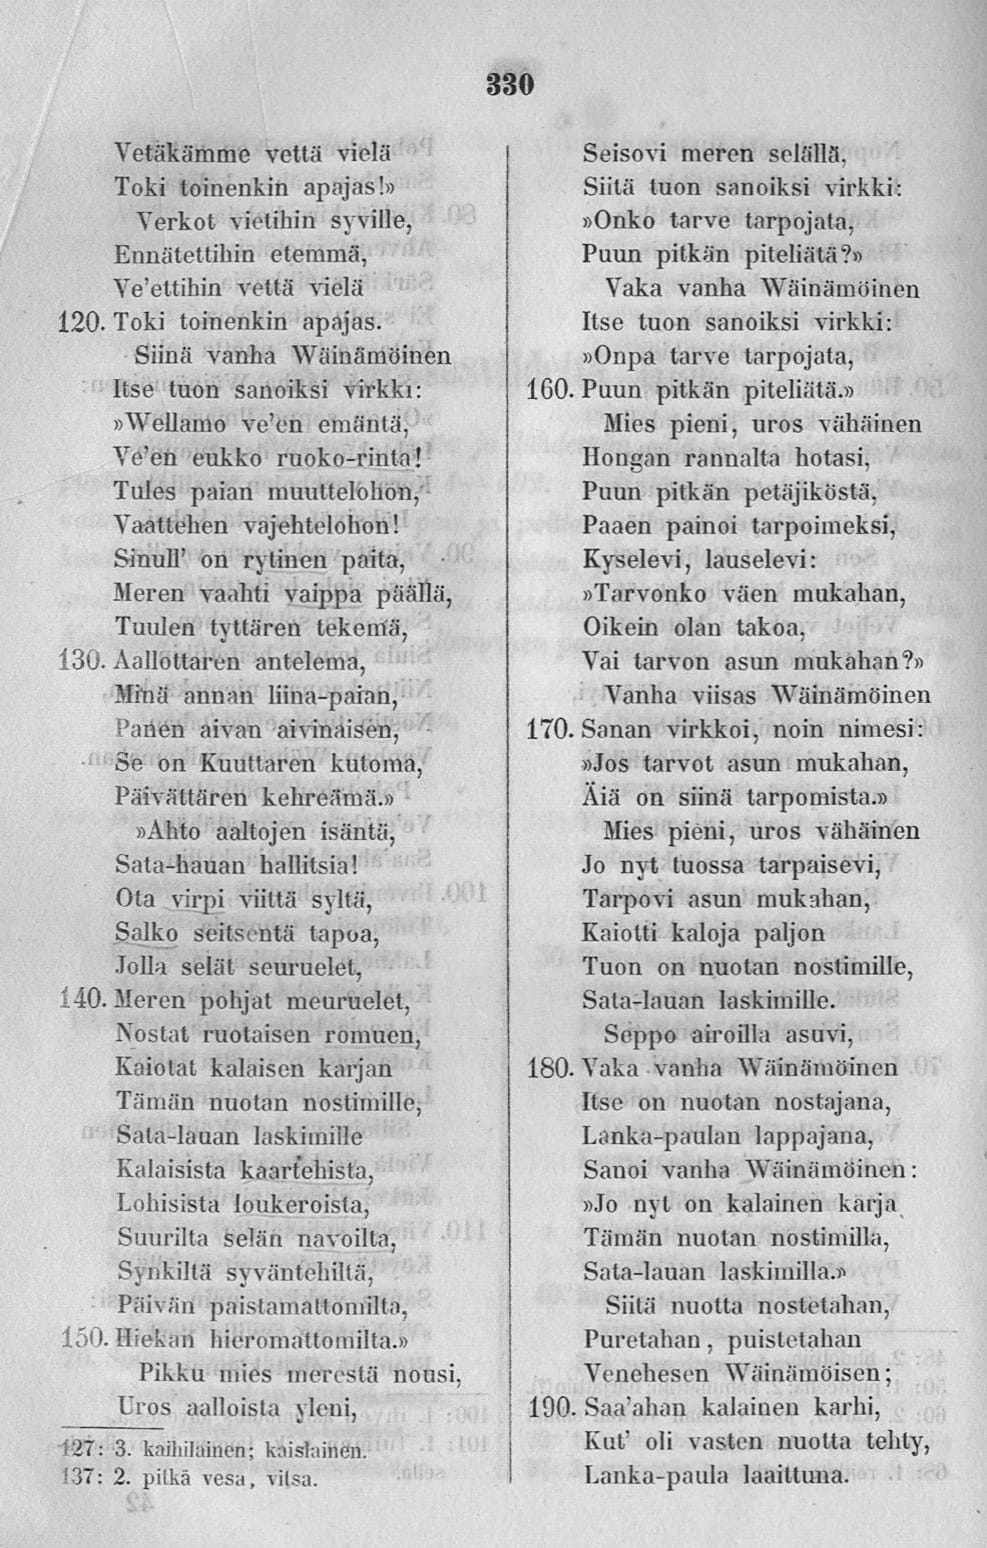 330
Vetäkämme vettä vielä
Toki toinenkin apajas!»
Verkot vietihin syville,
Ennätettihin etemmä,
Ve'ettihin vettä vielä
120. Toki toinenkin apajas.
Siinä vanha Wäinämöinen
Itse tuon sanoiksi virkki:
»Wellamo ve'en emäntä,
Ve'en eukko ruoko-rinta!
Tules paian muuttelohon,
Vaattehen vajehtelohon!
Sinull' on rytinen paita,
Meren vaahti vaippa päällä,
Tuulen tyttären tekemä,
130. Aallottaren antelema,
Minä annan liina-paian,
Panen aivan aivinaisen,
Se on Kuuttaren kutoma,
Päivättären kehreämä.»
»Ahto aaltojen isäntä,
Sata-hauan hallitsia!
Ota virpi viittä syltä,
Salko seitsentä tapoa,
Jolla selät seuruelet,
140. Meren pohjat meuruelet,
Nostat ruotaisen romuen,
Kaiotat kalaisen karjan
Tämän nuotan nostimille,
Sata-lauan laskimille
Kalaisista kaartehista,
Lohisista loukeroista,
Suurilta selän navoilta,
Synkiltä syväntehiltä,
Päivän paistamattomilta,
150. Hiekan hieromattomilta.»
Pikku mies merestä nousi,
Uros aalloista yleni,
127: 3. kaihilainen; kaislainen.
137: 2. pitkä vesa, vitsa.
Seisovi meren selällä,
Siitä tuon sanoiksi virkki:
»Onko tarve tarpojata,
Puun pitkän piteliätä?»
Vaka vanha Wäinämöinen
Itse tuon sanoiksi virkki:
»Onpa tarve tarpojata,
160. Puun pitkän piteliätä.»
Mies pieni, uros vähäinen
Hongan rannalta hotasi,
Puun pitkän petäjiköstä,
Paaen painoi tarpoimeksi,
Kyselevi, lauselevi:
»Tarvonko väen mukahan,
Oikein olan takoa,
Vai tarvon asun mukahan?»
Vanha viisas Wäinämöinen
170. Sanan virkkoi, noin nimesi:
»Jos tarvot asun mukahan,
Äiä on siinä tarpomista.»
Mies pieni, uros vähäinen
Jo nyt tuossa tarpaisevi,
Tarpovi asun mukahan,
Kaiotti kaloja paljon
Tuon on nuotan nostimille,
Sata-lauan laskimille.
Seppo airoilla asuvi,
180. Vaka vanha Wäinämöinen
Itse on nuotan nostajana,
Lanka-paulan lappajana,
Sanoi vanha Wäinämöinen:
»Jo nyt on kalainen karja
Tämän nuotan nostimilla,
Sata-lauan laskimilla.»
Siitä nuotta nostetahan,
Puretahan, puistetahan
Venehesen Wäinämöisen;
190. Saa'ahan kalainen karhi,
Kut' oli vasten nuotta tehty,
Lanka-paula laaittuna.